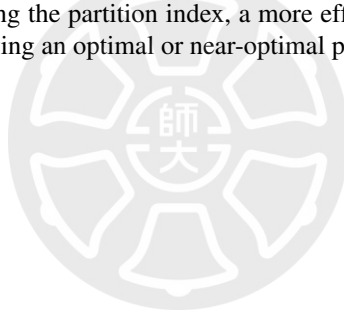 ng the partition index, a more eff
ing an optimal or near-optimal p
師
大